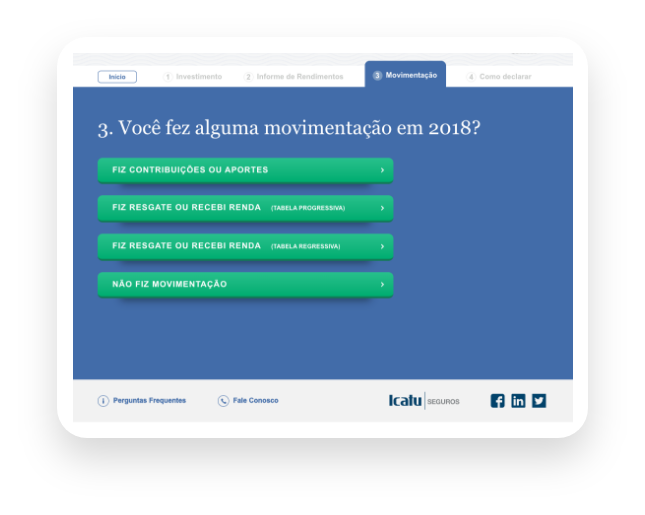 Início
1 Investimento
2 Informe de Rendimentos
3 Movimentação
4 Como declarar
3. Você fez alguma movimentação em 2018?
FIZ CONTRIBUIÇÕES OU APORTES
FIZ RESGATE OU RECEBI RENDA (TABELA PROGRESSIVA)
FIZ RESGATE OU RECEBI RENDA (TABELA REGRESSIVA)
NÃO FIZ MOVIMENTAÇÃO
Perguntas Frequentes
Fale Conosco
Icatu SEGUROS